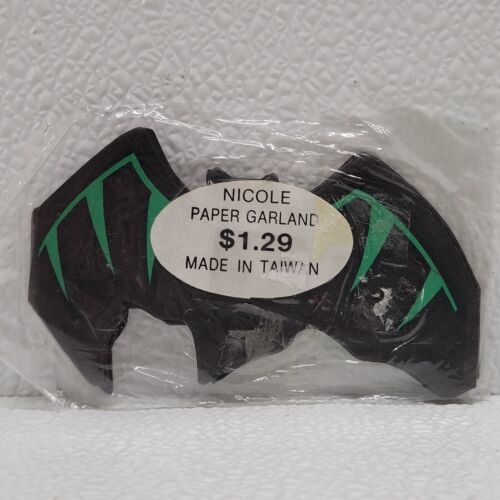 NICOLE
PAPER GARLAND
$1.29
MADE IN TAIWAN